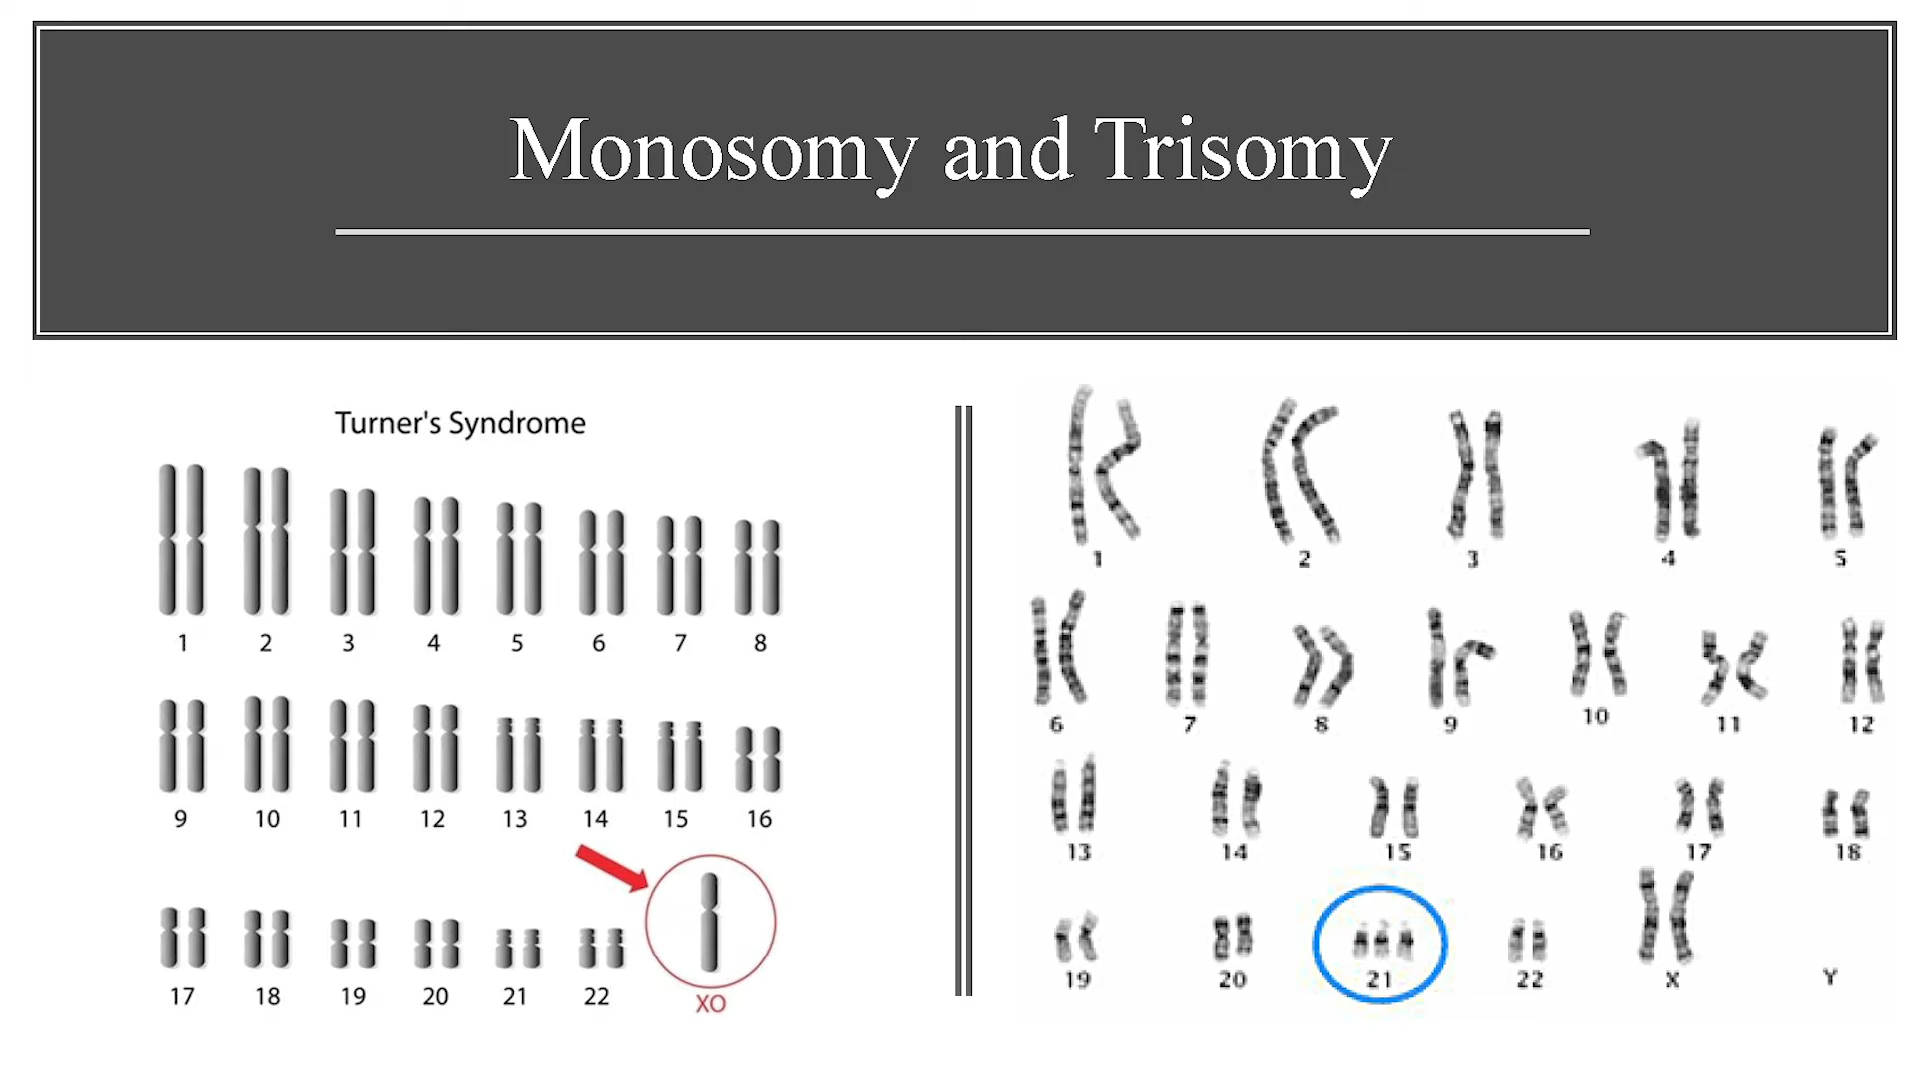 Monosomy and Trisomy
Turner's Syndrome
1 2 3 4 5 6 7 8
9 10 11 12 13 14 15 16
17 18 19 20 21 22 XO
1 2 3 4 5
6 7 8 9 10 11 12
13 14 15 16 17 18
19 20 21 22 X Y